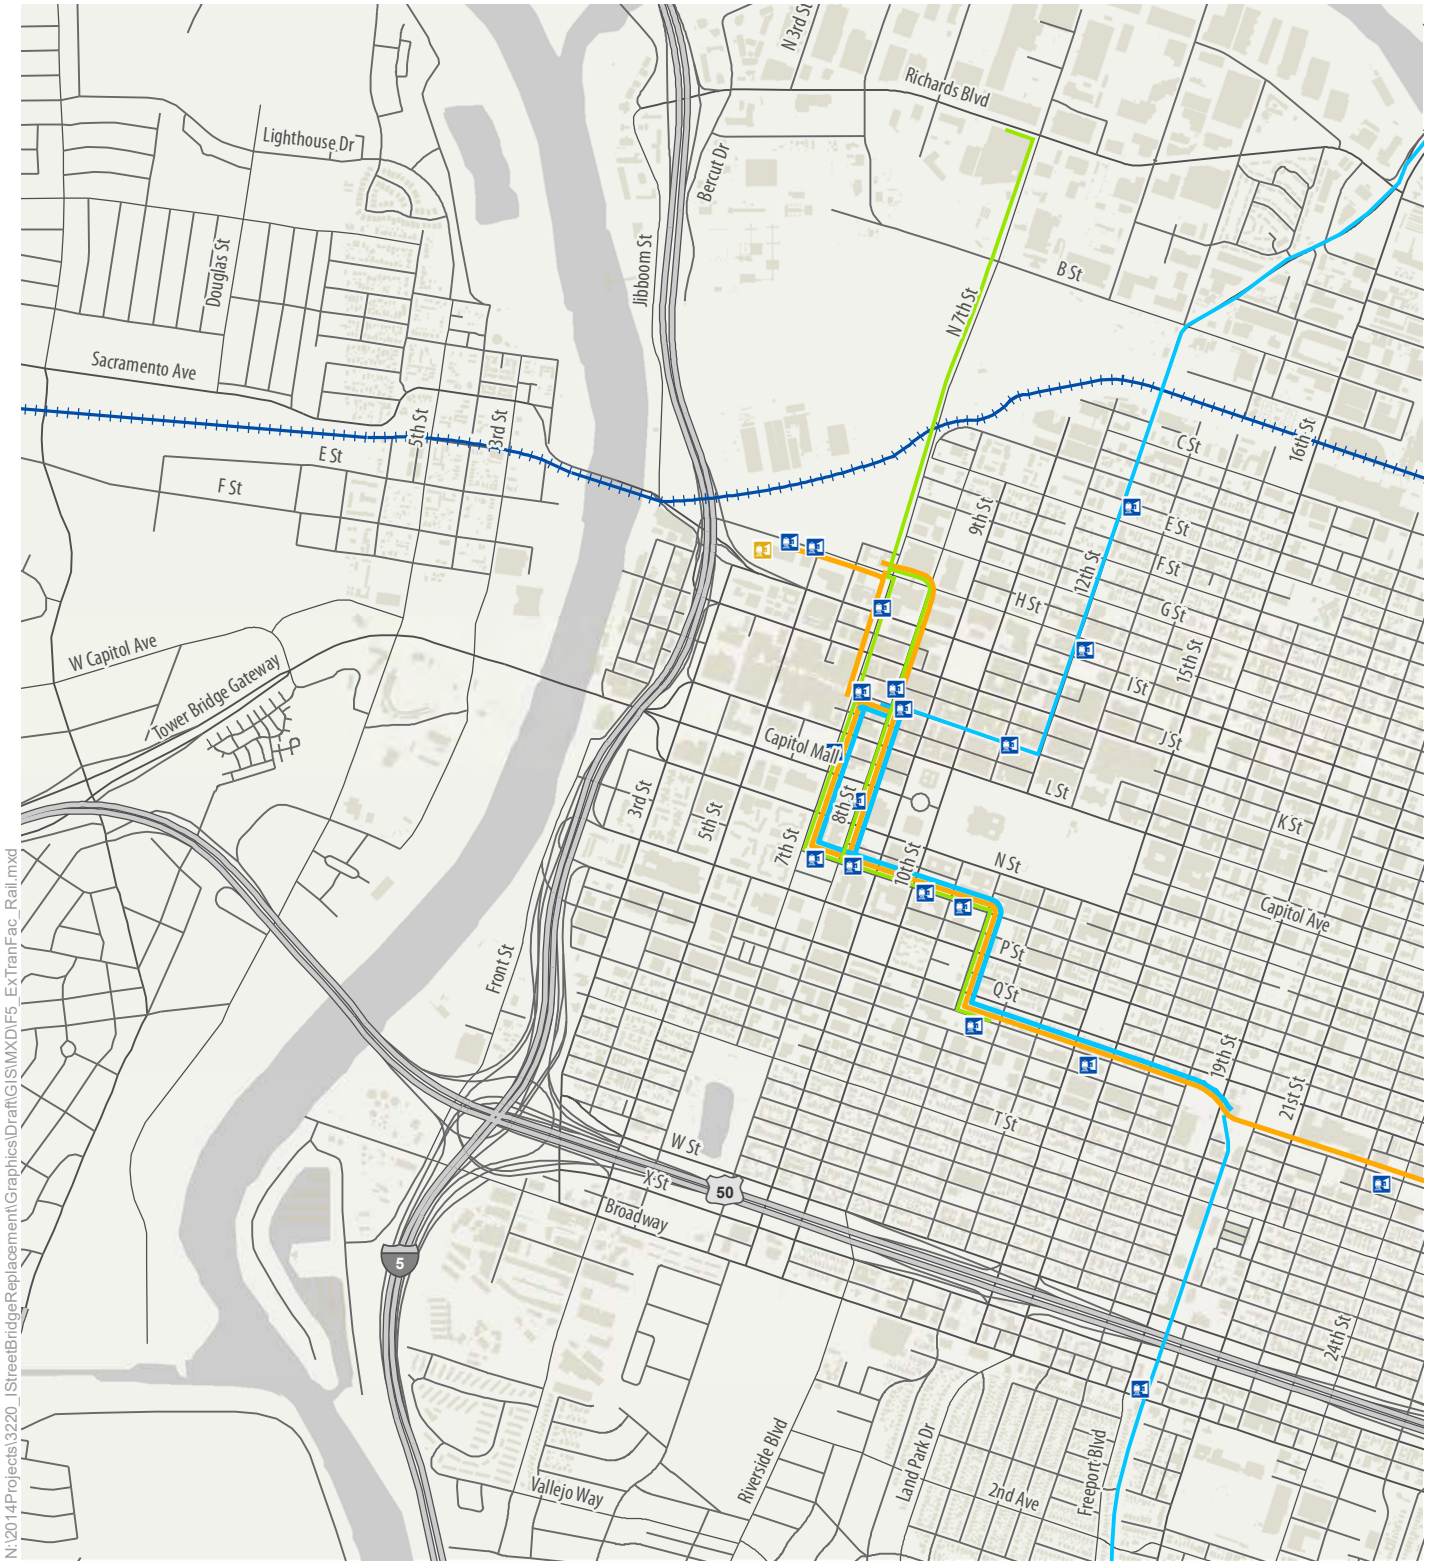 N 3rd St
Richards Blvd
Lighthouse Dr
Bercut Dr
Douglas St
Jibboom St
B St
N 7th St
Sacramento Ave
5th St
3rd St
16th St
C St
E St
F St
9th St
E St
12th St
F St
H St
G St
15th St
W Capitol Ave
I St
Tower Bridge Gateway
Capitol Mall
J St
L St
3rd St
5th St
8th St
K St
7th St
10th St
N St
Capitol Ave
Front St
P St
Q St
19th St
21st St
T St
W St
X St
50
Broadway
5
24th St
Riverside Blvd
Land Park Dr
Freeport Blvd
Vallejo Way
2nd Ave
N:\2014Projects\3220_IStreetBridgeReplacement\Graphics\Draft\GIS\MXD\F5_ExTranFac_Rail.mxd